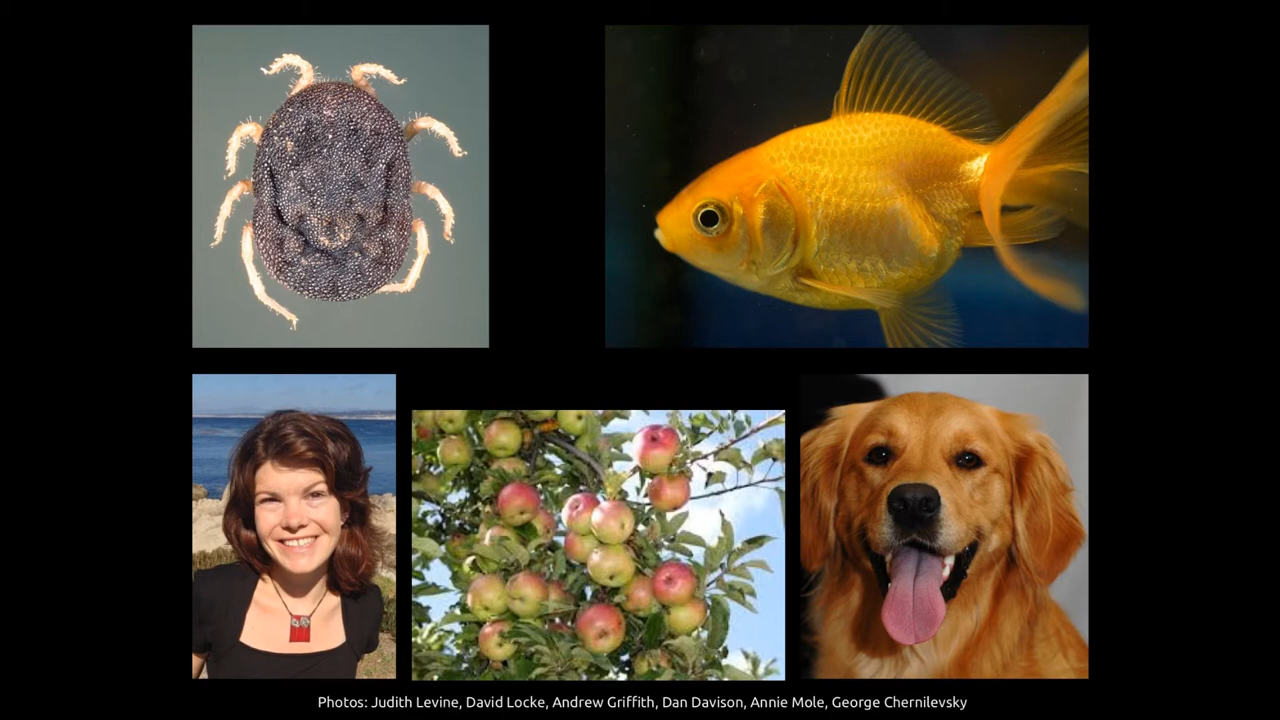 Photos: Judith Levine, David Locke, Andrew Griffith, Dan Davison, Annie Mole, George Chernilevsky